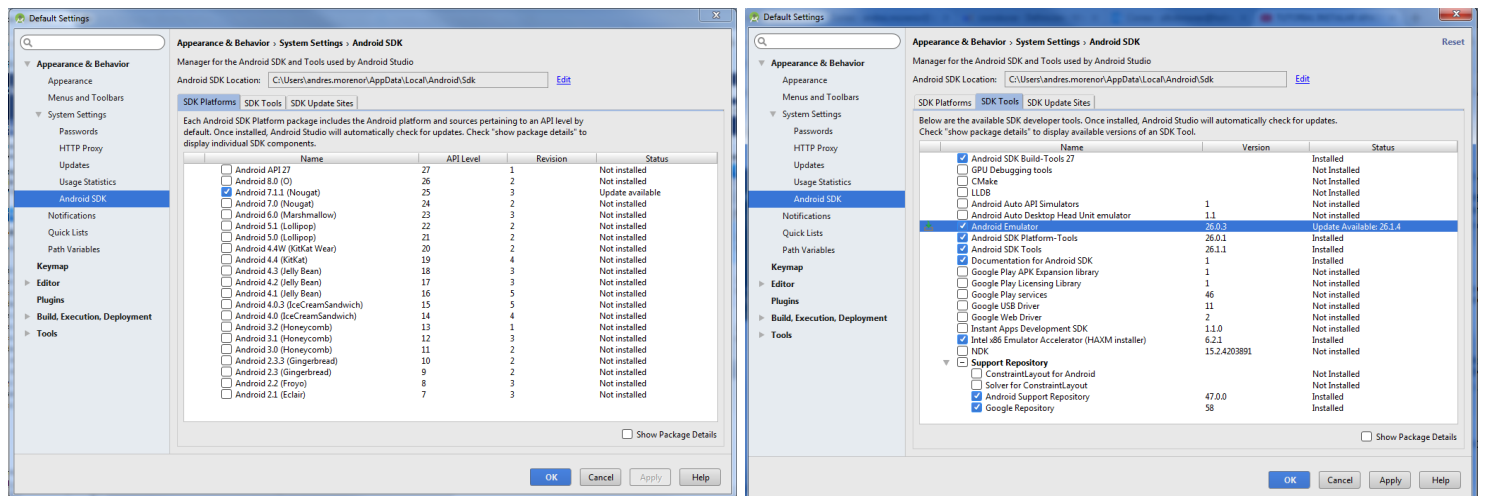 Default Settings
Appearance & Behavior
Appearance
Menus and Toolbars
System Settings
Passwords
HTTP Proxy
Updates
Usage Statistics
Android SDK
Notifications
Quick Lists
Path Variables
Keymap
Editor
Plugins
Build, Execution, Deployment
Tools
Appearance & Behavior › System Settings › Android SDK
Manager for the Android SDK and Tools used by Android Studio
Android SDK Location: C:\Users\andres.morenor\AppData\Local\Android\Sdk Edit
SDK Platforms SDK Tools SDK Update Sites
Each Android SDK Platform package includes the Android platform and sources pertaining to an API level by
default. Once installed, Android Studio will automatically check for updates. Check "show package details" to
display individual SDK components.
Name API Level Revision Status
Android API 27 27 1 Not installed
Android 8.0 (O) 26 2 Not installed
Android 7.1.1 (Nougat) 25 3 Update available
Android 7.0 (Nougat) 24 2 Not installed
Android 6.0 (Marshmallow) 23 3 Not installed
Android 5.1 (Lollipop) 22 2 Not installed
Android 5.0 (Lollipop) 21 2 Not installed
Android 4.4W (KitKat Wear) 20 2 Not installed
Android 4.4 (KitKat) 19 4 Not installed
Android 4.3 (Jelly Bean) 18 3 Not installed
Android 4.2 (Jelly Bean) 17 3 Not installed
Android 4.1 (Jelly Bean) 16 5 Not installed
Android 4.0.3 (IceCreamSandwich) 15 5 Not installed
Android 4.0 (IceCreamSandwich) 14 4 Not installed
Android 3.2 (Honeycomb) 13 1 Not installed
Android 3.1 (Honeycomb) 12 3 Not installed
Android 3.0 (Honeycomb) 11 2 Not installed
Android 2.3.3 (Gingerbread) 10 2 Not installed
Android 2.3 (Gingerbread) 9 2 Not installed
Android 2.2 (Froyo) 8 3 Not installed
Android 2.1 (Eclair) 7 3 Not installed
Show Package Details
OK Cancel Apply Help
Default Settings
Appearance & Behavior
Appearance
Menus and Toolbars
System Settings
Passwords
HTTP Proxy
Updates
Usage Statistics
Android SDK
Notifications
Quick Lists
Path Variables
Keymap
Editor
Plugins
Build, Execution, Deployment
Tools
Appearance & Behavior › System Settings › Android SDK Reset
Manager for the Android SDK and Tools used by Android Studio
Android SDK Location: C:\Users\andres.morenor\AppData\Local\Android\Sdk Edit
SDK Platforms SDK Tools SDK Update Sites
Below are the available SDK developer tools. Once installed, Android Studio will automatically check for updates.
Check "show package details" to display available versions of an SDK Tool.
Name Version Status
Android SDK Build-Tools 27 Installed
GPU Debugging tools Not Installed
CMake Not Installed
LLDB Not Installed
Android Auto API Simulators 1 Not installed
Android Auto Desktop Head Unit emulator 1.1 Not installed
Android Emulator 26.0.3 Update Available: 26.1.4
Android SDK Platform-Tools 26.0.1 Installed
Android SDK Tools 26.1.1 Installed
Documentation for Android SDK 1 Installed
Google Play APK Expansion library 1 Not installed
Google Play Licensing Library 1 Not installed
Google Play services 46 Not installed
Google USB Driver 11 Not installed
Google Web Driver 2 Not installed
Instant Apps Development SDK 1.1.0 Not installed
Intel x86 Emulator Accelerator (HAXM installer) 6.2.1 Installed
NDK 15.2.4203891 Not installed
Support Repository
ConstraintLayout for Android Not Installed
Solver for ConstraintLayout Not Installed
Android Support Repository 47.0.0 Installed
Google Repository 58 Installed
Show Package Details
OK Cancel Apply Help